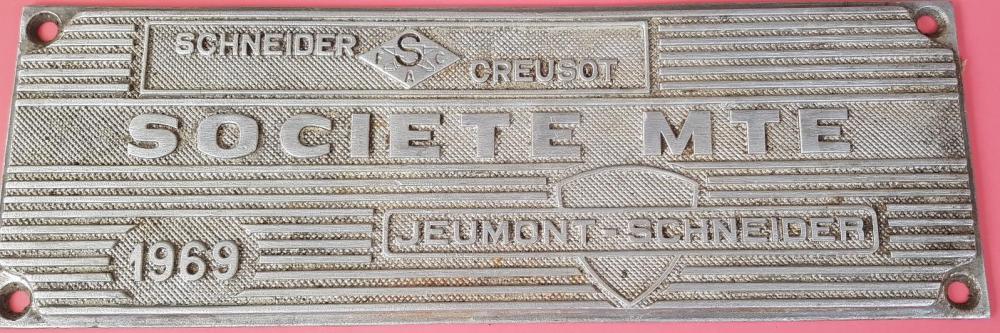 SCHNEIDER
S
F A C
CREUSOT
SOCIETE MTE
JEUMONT-SCHNEIDER
1969